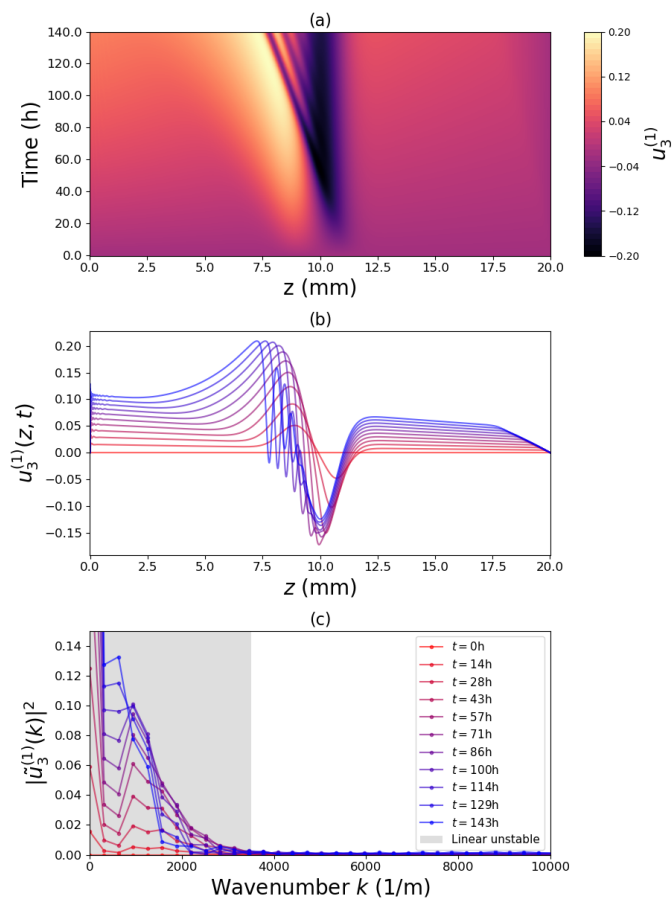 (a)
140.0
120.0
100.0
80.0
60.0
40.0
20.0
0.0
Time (h)
0.0 2.5 5.0 7.5 10.0 12.5 15.0 17.5 20.0
z (mm)
0.20
0.12
0.04
−0.04
−0.12
−0.20
u₃⁽¹⁾
(b)
0.20
0.15
0.10
0.05
0.00
−0.05
−0.10
−0.15
u₃⁽¹⁾(z, t)
0.0 2.5 5.0 7.5 10.0 12.5 15.0 17.5 20.0
z (mm)
(c)
0.14
0.12
0.10
0.08
0.06
0.04
0.02
0.00
|ũ₃⁽¹⁾(k)|²
0 2000 4000 6000 8000 10000
Wavenumber k (1/m)
t = 0h
t = 14h
t = 28h
t = 43h
t = 57h
t = 71h
t = 86h
t = 100h
t = 114h
t = 129h
t = 143h
Linear unstable